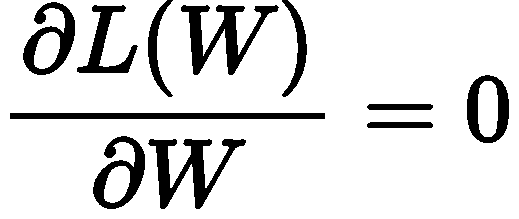 ∂L(W)/∂W = 0